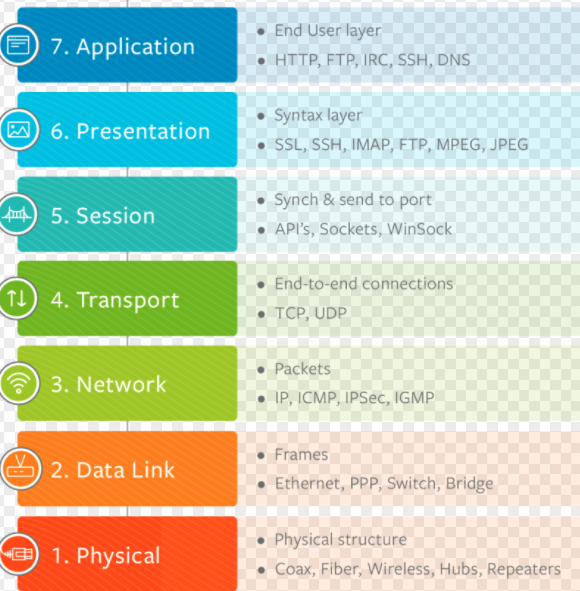 7. Application
End User layer
HTTP, FTP, IRC, SSH, DNS
6. Presentation
Syntax layer
SSL, SSH, IMAP, FTP, MPEG, JPEG
5. Session
Synch & send to port
API's, Sockets, WinSock
4. Transport
End-to-end connections
TCP, UDP
3. Network
Packets
IP, ICMP, IPSec, IGMP
2. Data Link
Frames
Ethernet, PPP, Switch, Bridge
1. Physical
Physical structure
Coax, Fiber, Wireless, Hubs, Repeaters